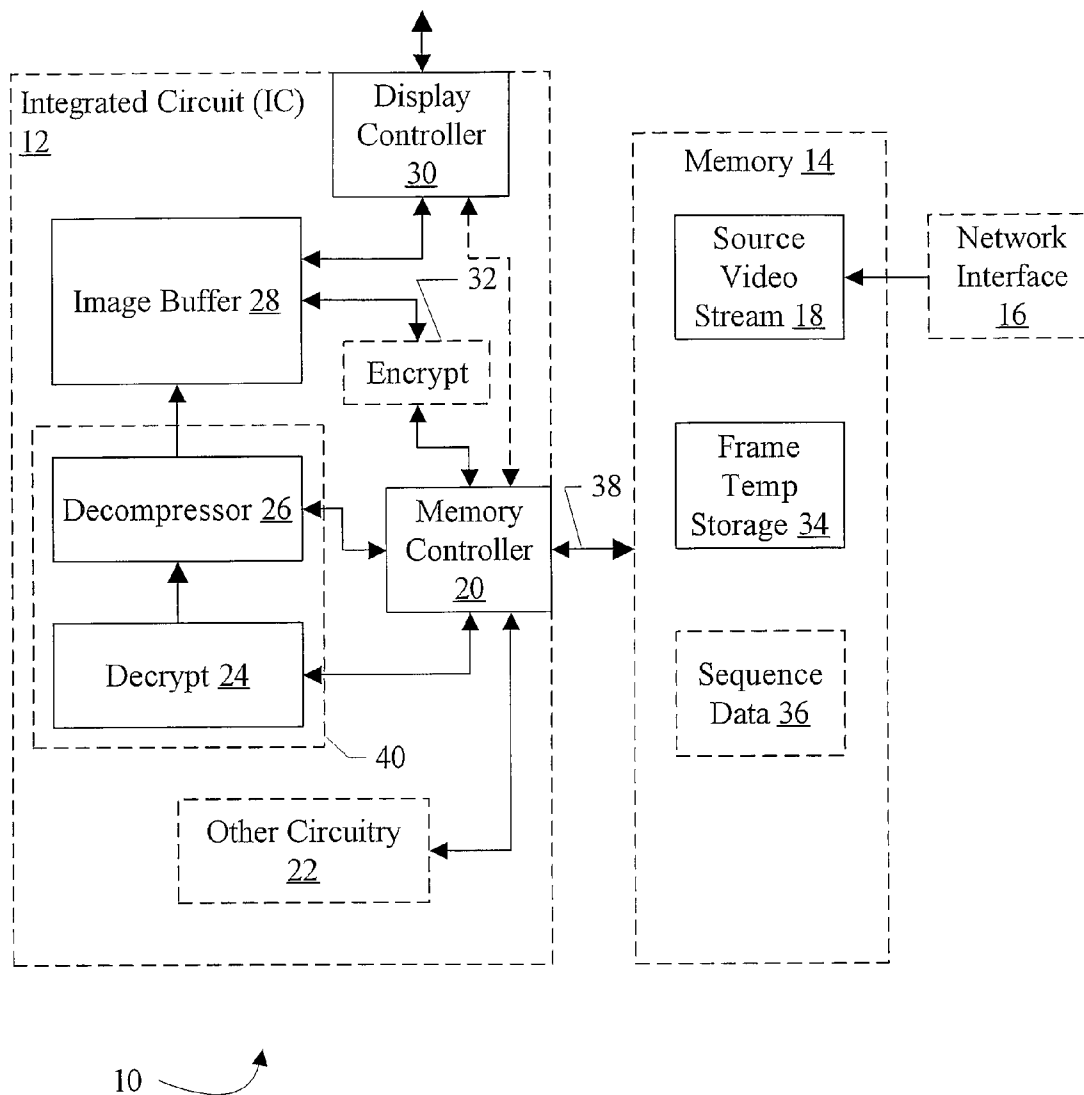 Integrated Circuit (IC)
12
Display
Controller
30
Memory 14
Source
Video
Stream 18
Network
Interface
16
Image Buffer 28
32
Encrypt
Frame
Temp
Storage 34
Decompressor 26
Memory
Controller
20
38
Decrypt 24
Sequence
Data 36
40
Other Circuitry
22
10